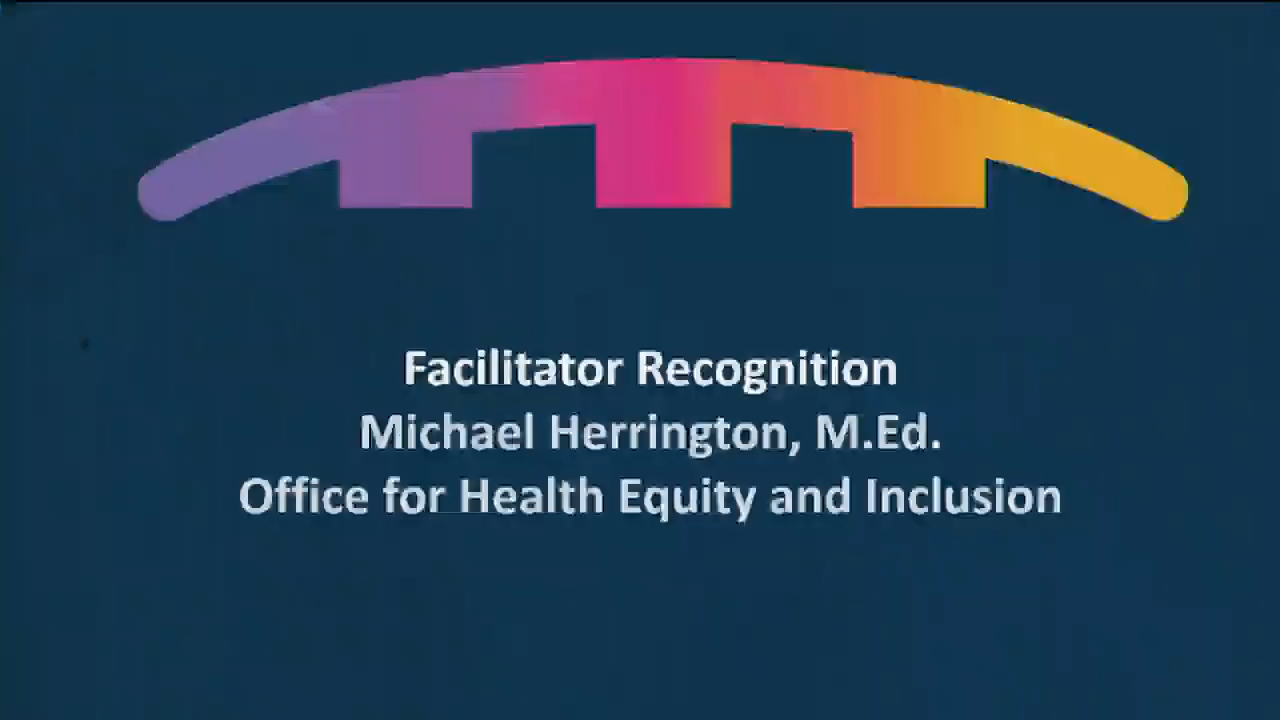 Facilitator Recognition
Michael Herrington, M.Ed.
Office for Health Equity and Inclusion